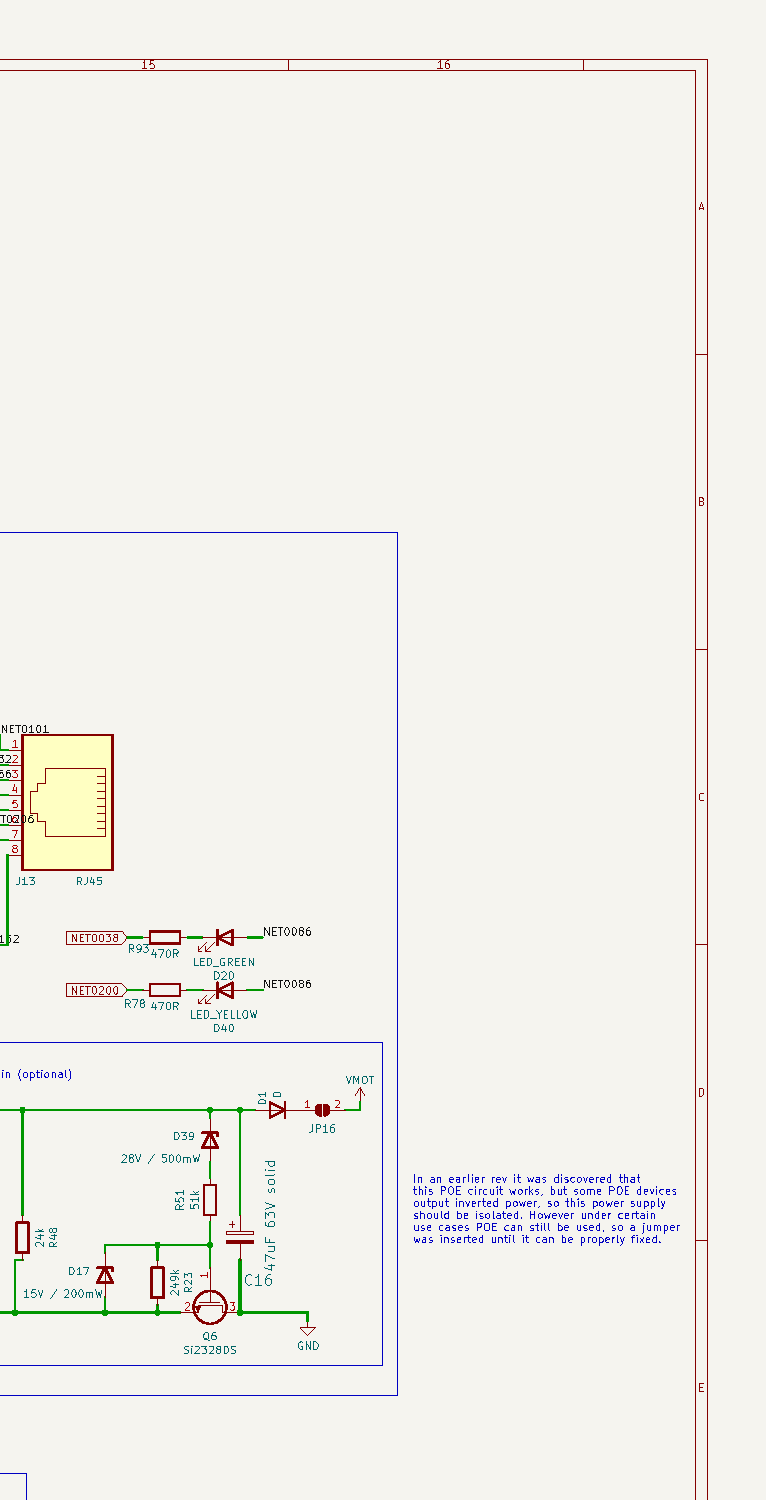 15
16
A
B
NET0101
1
2
3
4
5
6
7
8
J13
RJ45
C
NET0038
R93
470R
LED_GREEN
D20
NET0086
NET0200
R78
470R
LED_YELLOW
D40
NET0086
in (optional)
VMOT
D1
D
1
2
JP16
D
D39
28V / 500mW
R51
51k
47uF 63V solid
+
C16
24k
R48
D17
15V / 200mW
249k
R23
1
2
3
Q6
Si2328DS
GND
In an earlier rev it was discovered that
this POE circuit works, but some POE devices
output inverted power, so this power supply
should be isolated. However under certain
use cases POE can still be used, so a jumper
was inserted until it can be properly fixed.
E